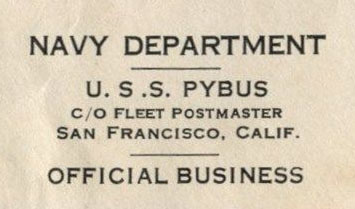 NAVY DEPARTMENT
U. S .S. PYBUS
C/O FLEET POSTMASTER
SAN FRANCISCO, CALIF.
OFFICIAL BUSINESS